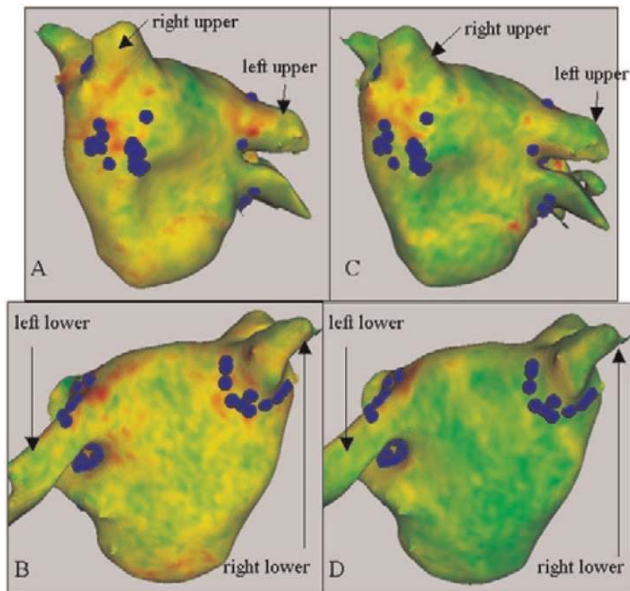 right upper
left upper
A
right upper
left upper
C
left lower
right lower
B
left lower
right lower
D